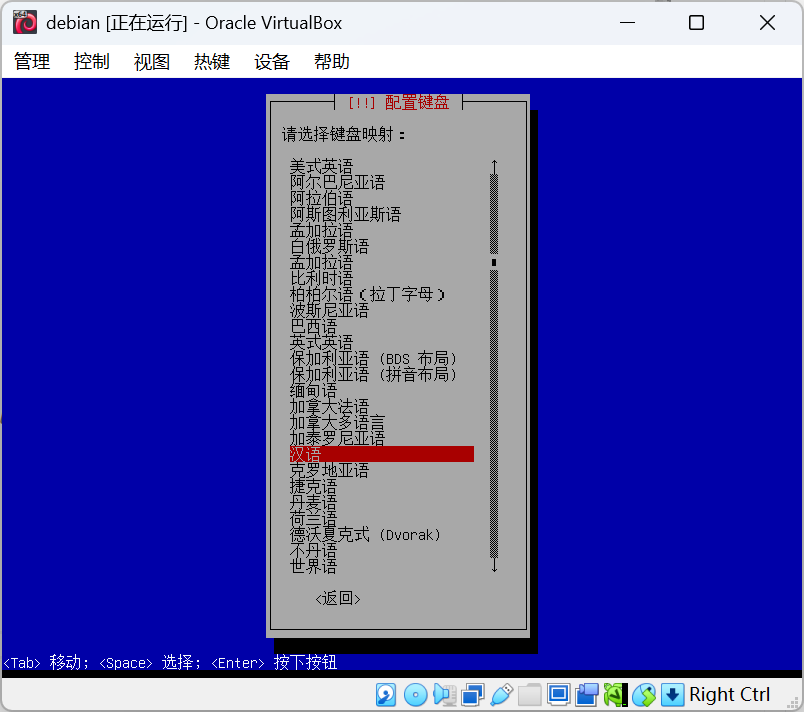 debian [正在运行] - Oracle VirtualBox
管理 控制 视图 热键 设备 帮助
[!!] 配置键盘
请选择键盘映射：
美式英语
阿尔巴尼亚语
阿拉伯语
阿斯图利亚斯语
孟加拉语
白俄罗斯语
孟加拉语
比利时语
柏柏尔语(拉丁字母)
波斯尼亚语
巴西语
英式英语
保加利亚语 (BDS 布局)
保加利亚语 (拼音布局)
缅甸语
加拿大法语
加拿大多语言
加泰罗尼亚语
汉语
克罗地亚语
捷克语
丹麦语
荷兰语
德沃夏克式 (Dvorak)
不丹语
世界语
<返回>
<Tab> 移动; <Space> 选择; <Enter> 按下按钮
Right Ctrl